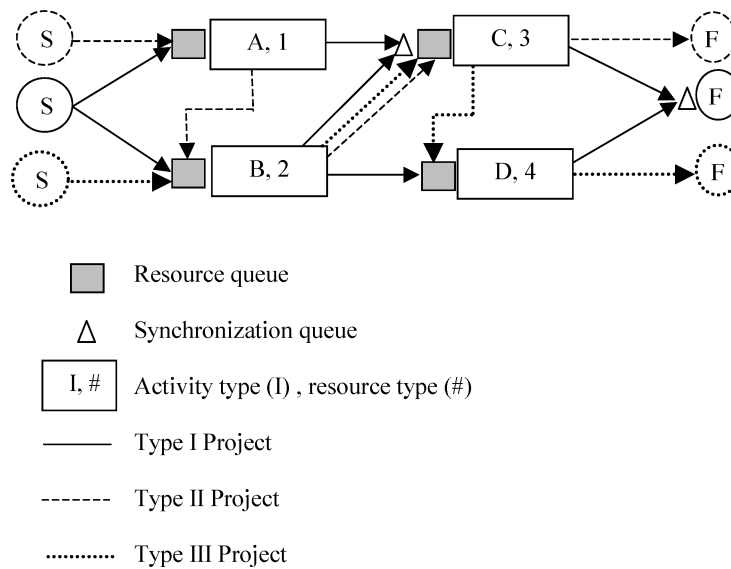 S
A, 1
C, 3
F
S
F
S
B, 2
D, 4
F
Resource queue
Synchronization queue
I, #
Activity type (I) , resource type (#)
Type I Project
Type II Project
Type III Project